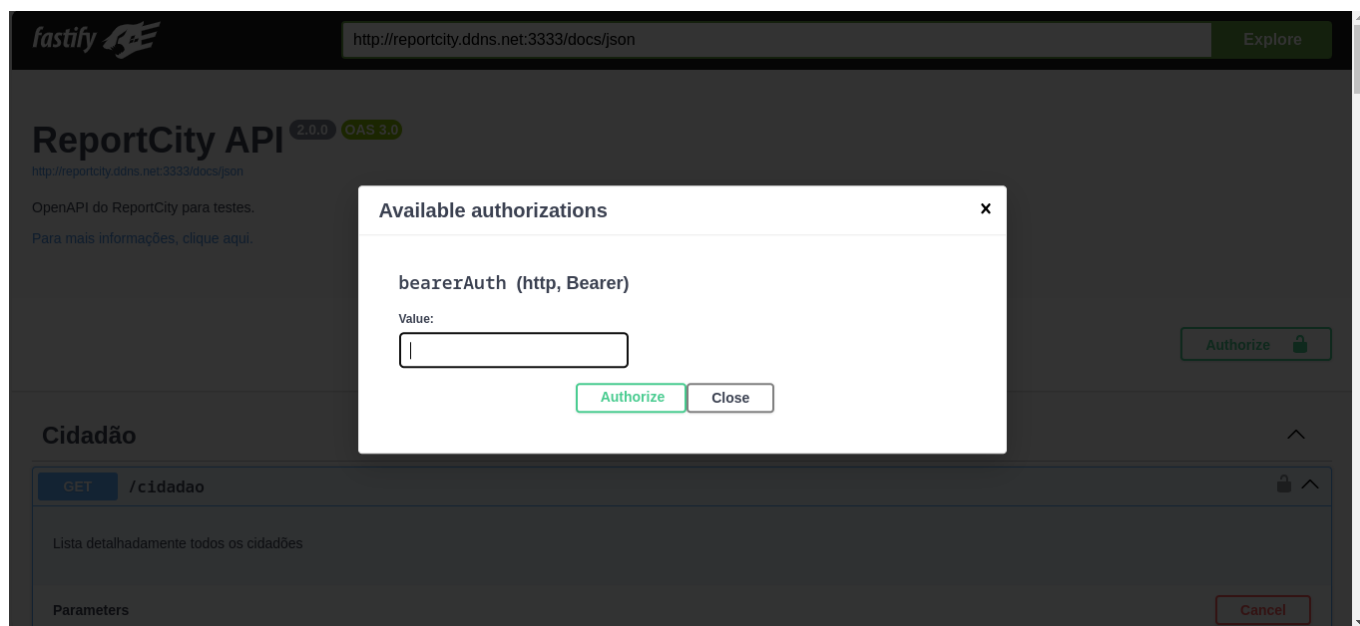 fastify
http://reportcity.ddns.net:3333/docs/json
Explore
ReportCity API 2.0.0 OAS 3.0
http://reportcity.ddns.net:3333/docs/json
OpenAPI do ReportCity para testes.
Para mais informações, clique aqui.
Available authorizations
bearerAuth (http, Bearer)
Value:
Authorize Close
Authorize
Cidadão
GET /cidadao
Lista detalhadamente todos os cidadões
Parameters
Cancel